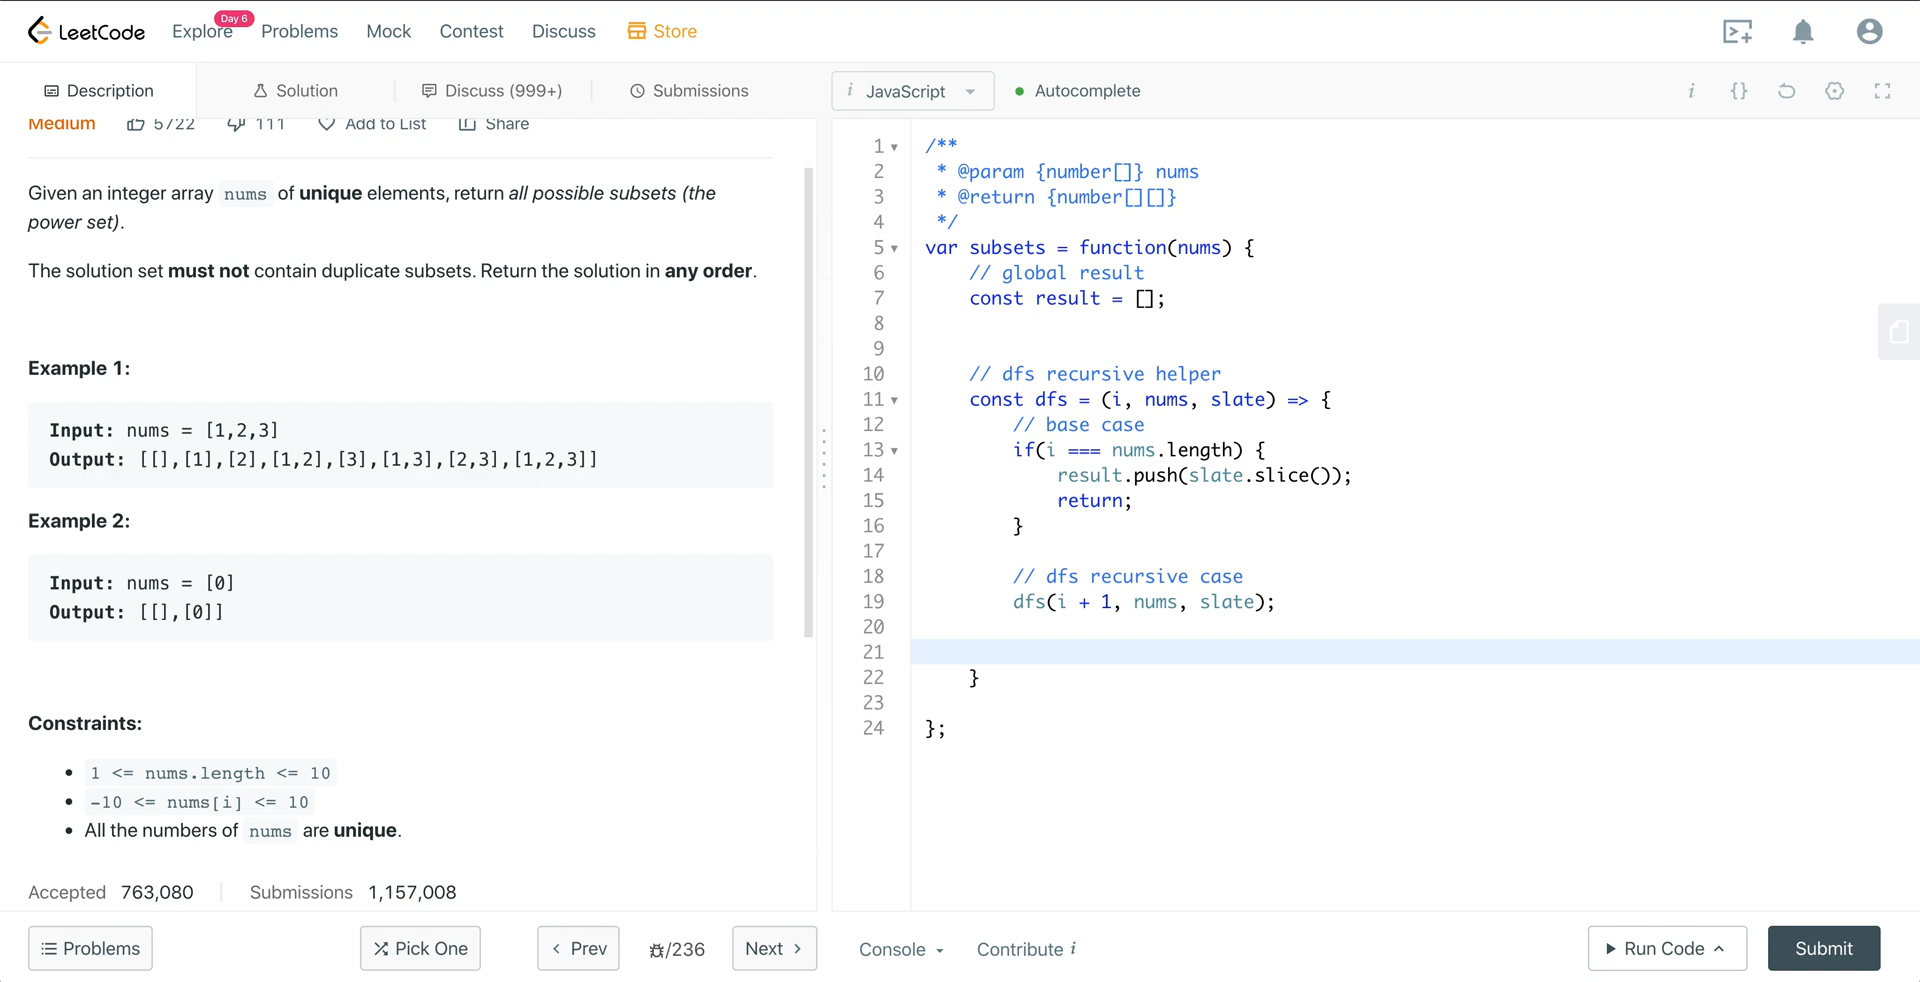 LeetCode
Explore
Day 6
Problems
Mock
Contest
Discuss
Store
Description
Solution
Discuss (999+)
Submissions
Medium
5722
111
Add to List
Share
Given an integer array nums of unique elements, return all possible subsets (the
power set).
The solution set must not contain duplicate subsets. Return the solution in any order.
Example 1:
Input: nums = [1,2,3]
Output: [[],[1],[2],[1,2],[3],[1,3],[2,3],[1,2,3]]
Example 2:
Input: nums = [0]
Output: [[],[0]]
Constraints:
1 <= nums.length <= 10
-10 <= nums[i] <= 10
All the numbers of nums are unique.
Accepted 763,080
Submissions 1,157,008
Problems
Pick One
Prev
/236
Next
i JavaScript
Autocomplete
i {}
1 /**
2 * @param {number[]} nums
3 * @return {number[][]}
4 */
5 var subsets = function(nums) {
6 // global result
7 const result = [];
8
9
10 // dfs recursive helper
11 const dfs = (i, nums, slate) => {
12 // base case
13 if(i === nums.length) {
14 result.push(slate.slice());
15 return;
16 }
17
18 // dfs recursive case
19 dfs(i + 1, nums, slate);
20
21
22 }
23
24 };
Console
Contribute i
Run Code
Submit